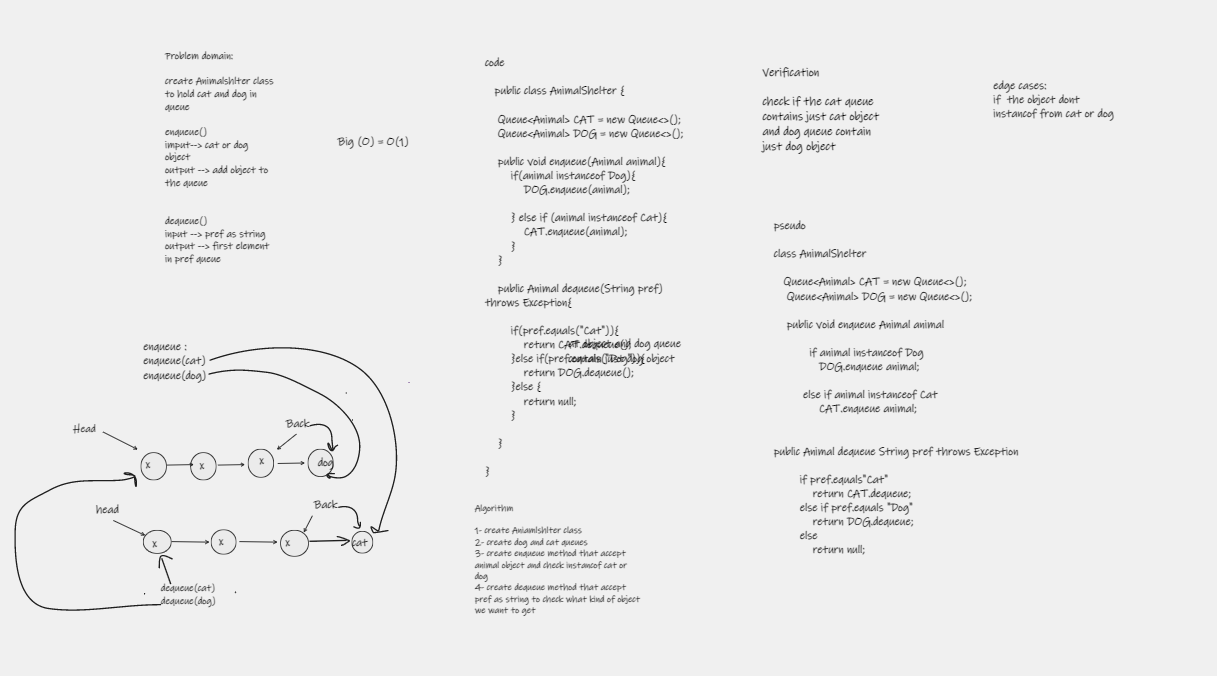 Problem domain:
create Animalshlter class
to hold cat and dog in
queue
enqueue()
imput--> cat or dog
object
output --> add object to
the queue
dequeue()
input --> pref as string
output --> first element
in pref queue
Big (O) = O(1)
enqueue :
enqueue(cat)
enqueue(dog)
Head
Back
x
x
x
dog
head
Back
x
x
x
cat
dequeue(cat)
dequeue(dog)
code
public class AnimalShelter {
Queue<Animal> CAT = new Queue<>();
Queue<Animal> DOG = new Queue<>();
public void enqueue(Animal animal){
if(animal instanceof Dog){
DOG.enqueue(animal);
} else if (animal instanceof Cat){
CAT.enqueue(animal);
}
}
public Animal dequeue(String pref)
throws Exception{
if(pref.equals("Cat")){
return CAT.dequeue();
}else if(pref.equals("Dog")){
return DOG.dequeue();
}else {
return null;
}
}
}
object and dog queue
contain just dog object
Algorithm
1- create Aniamlshlter class
2- create dog and cat queues
3- create enqueue method that accept
animal object and check instancof cat or
dog
4- create dequeue method that accept
pref as string to check what kind of object
we want to get
Verification
check if the cat queue
contains just cat object
and dog queue contain
just dog object
edge cases:
if the object dont
instancof from cat or dog
pseudo
class AnimalShelter
Queue<Animal> CAT = new Queue<>();
Queue<Animal> DOG = new Queue<>();
public void enqueue Animal animal
if animal instanceof Dog
DOG.enqueue animal;
else if animal instanceof Cat
CAT.enqueue animal;
public Animal dequeue String pref throws Exception
if pref.equals"Cat"
return CAT.dequeue;
else if pref.equals "Dog"
return DOG.dequeue;
else
return null;